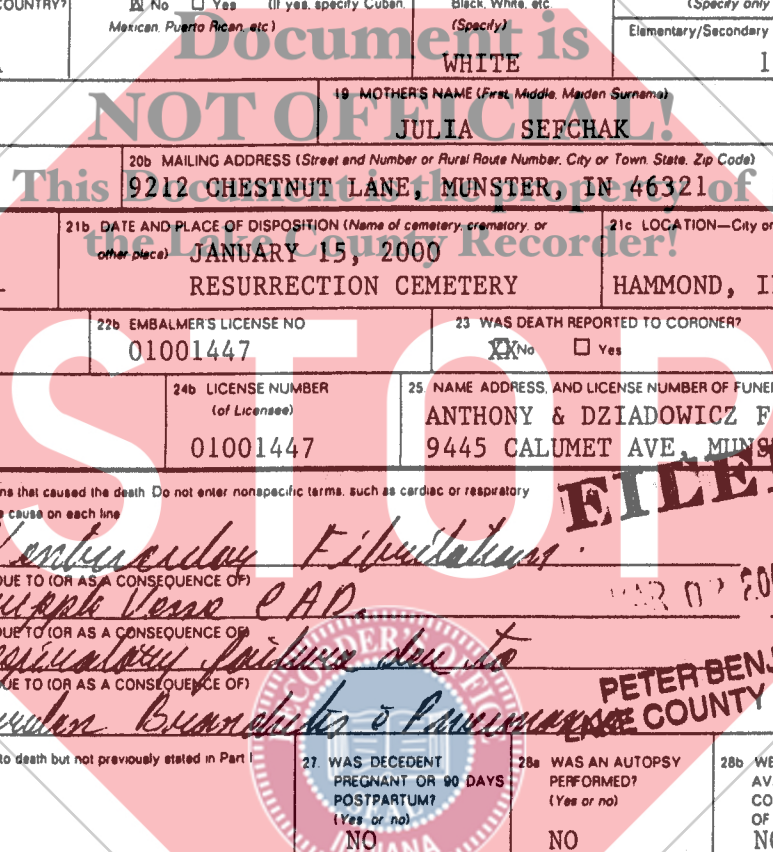 COUNTRY? ☒ No ☐ Yes (If yes, specify Cuban, Black, White, etc. (Specify only
Mexican, Puerto Rican, etc) (Specify) Elementary/Secondary
WHITE 1
Document is
19 MOTHER'S NAME (First, Middle, Maiden Surname)
NOT OFFICIAL!
JULIA SEFCHAK
20b MAILING ADDRESS (Street and Number or Rural Route Number, City or Town, State, Zip Code)
This Document is the property of
9212 CHESTNUT LANE, MUNSTER, IN 46321
21b DATE AND PLACE OF DISPOSITION (Name of cemetery, crematory, or 21c LOCATION—City or
the Lake County Recorder!
other place) JANUARY 15, 2000
RESURRECTION CEMETERY HAMMOND, I
22b EMBALMER'S LICENSE NO 23 WAS DEATH REPORTED TO CORONER?
01001447 XX No ☐ Yes
STOP
24b LICENSE NUMBER 25 NAME ADDRESS, AND LICENSE NUMBER OF FUNE
(of Licensee) ANTHONY & DZIADOWICZ F
01001447 9445 CALUMET AVE, MUNS
ns that caused the death Do not enter nonspecific terms, such as cardiac or respiratory
cause on each line
FILE
Fibrillation
DUE TO (OR AS A CONSEQUENCE OF)
CAD.
DUE TO (OR AS A CONSEQUENCE OF)
failure due to
DUE TO (OR AS A CONSEQUENCE OF)
PETER BENJ
COUNTY
RECORDER'S OFFICE
SEAL
INDIANA
to death but not previously stated in Part I
27. WAS DECEDENT 28a WAS AN AUTOPSY 28b WE
PREGNANT OR 90 DAYS PERFORMED? AV
POSTPARTUM? (Yes or no) CO
(Yes or no) OF
NO NO NO